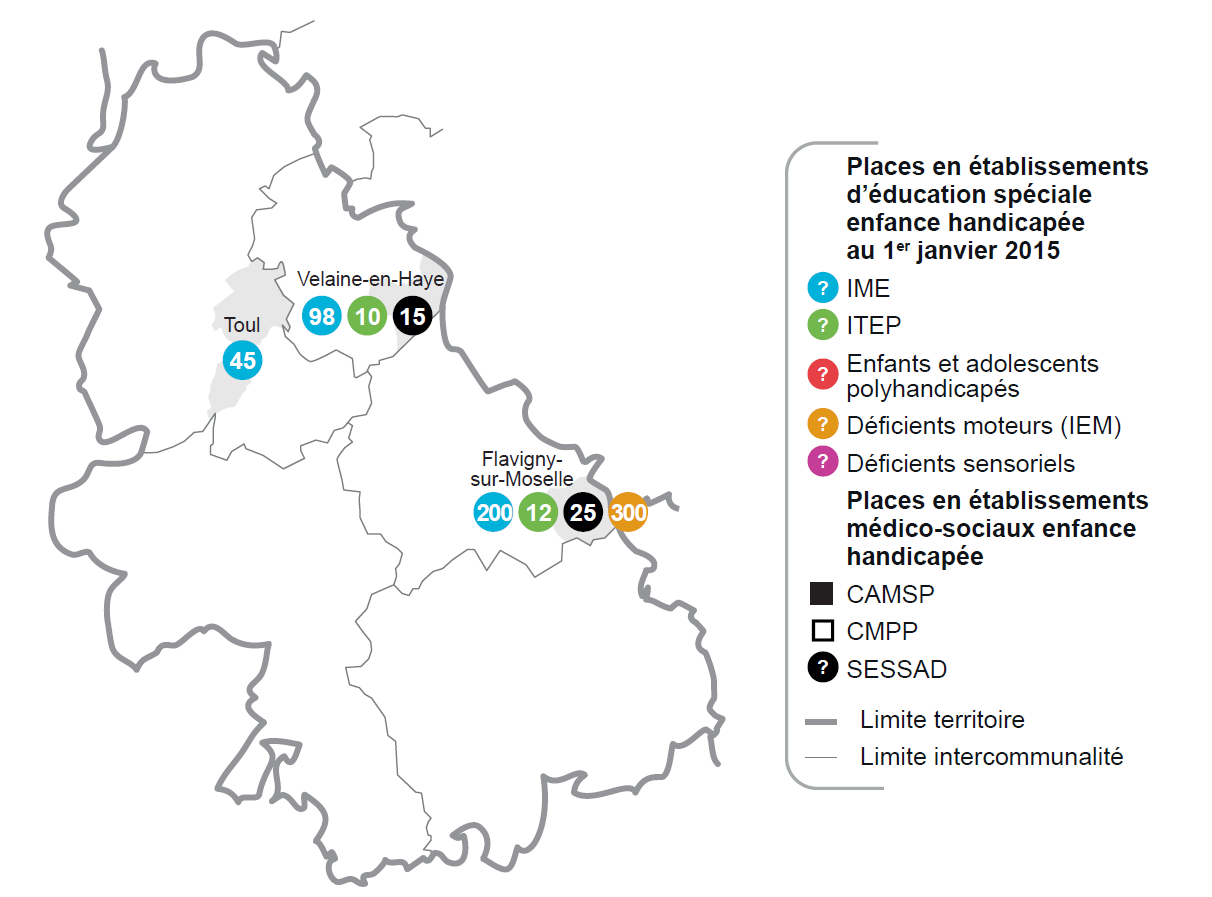 Velaine-en-Haye
98 10 15
Toul
45
Flavigny-
sur-Moselle
200 12 25 300
Places en établissements
d’éducation spéciale
enfance handicapée
au 1er janvier 2015
? IME
? ITEP
? Enfants et adolescents
polyhandicapés
? Déficients moteurs (IEM)
? Déficients sensoriels
Places en établissements
médico-sociaux enfance
handicapée
CAMSP
CMPP
? SESSAD
Limite territoire
Limite intercommunalité